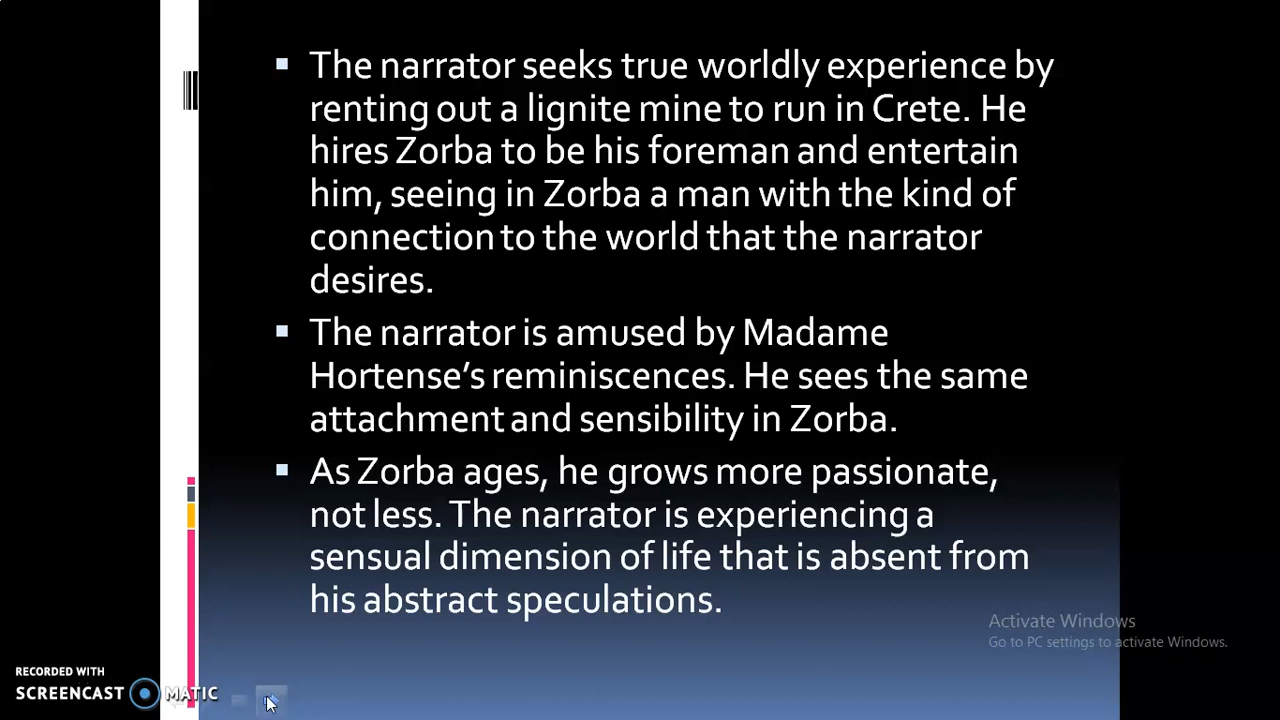 The narrator seeks true worldly experience by
renting out a lignite mine to run in Crete. He
hires Zorba to be his foreman and entertain
him, seeing in Zorba a man with the kind of
connection to the world that the narrator
desires.
The narrator is amused by Madame
Hortense’s reminiscences. He sees the same
attachment and sensibility in Zorba.
As Zorba ages, he grows more passionate,
not less. The narrator is experiencing a
sensual dimension of life that is absent from
his abstract speculations.
Activate Windows
Go to PC settings to activate Windows.
RECORDED WITH
SCREENCAST MATIC